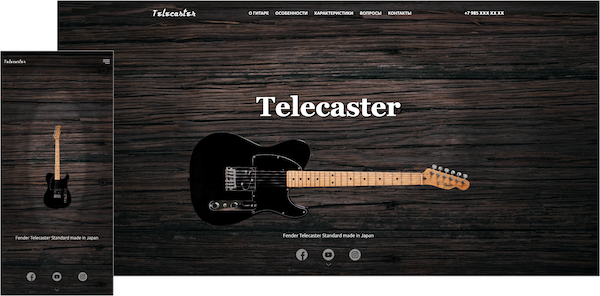 Telecaster
О ГИТАРЕ ОСОБЕННОСТИ ХАРАКТЕРИСТИКИ ВОПРОСЫ КОНТАКТЫ
+7 985 XXX XX XX
Telecaster
Fender Telecaster Standard made in Japan
Telecaster
Fender Telecaster Standard made in Japan